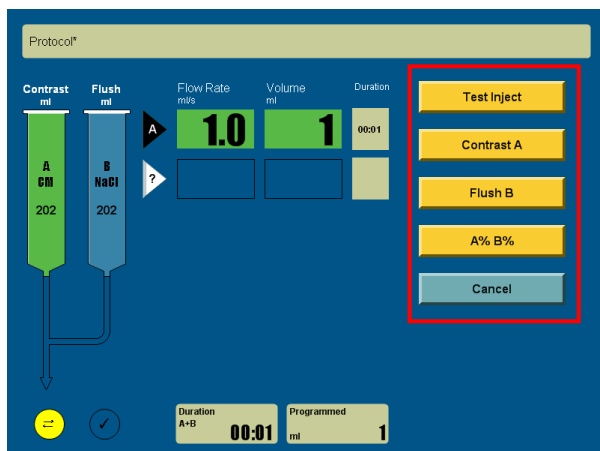 Protocol*
Contrast Flush Flow Rate Volume Duration
ml ml ml/s ml
A 1.0 1 00:01
A B
CM NaCl
202 202
?
Test Inject
Contrast A
Flush B
A% B%
Cancel
Duration Programmed
A+B 00:01 ml 1